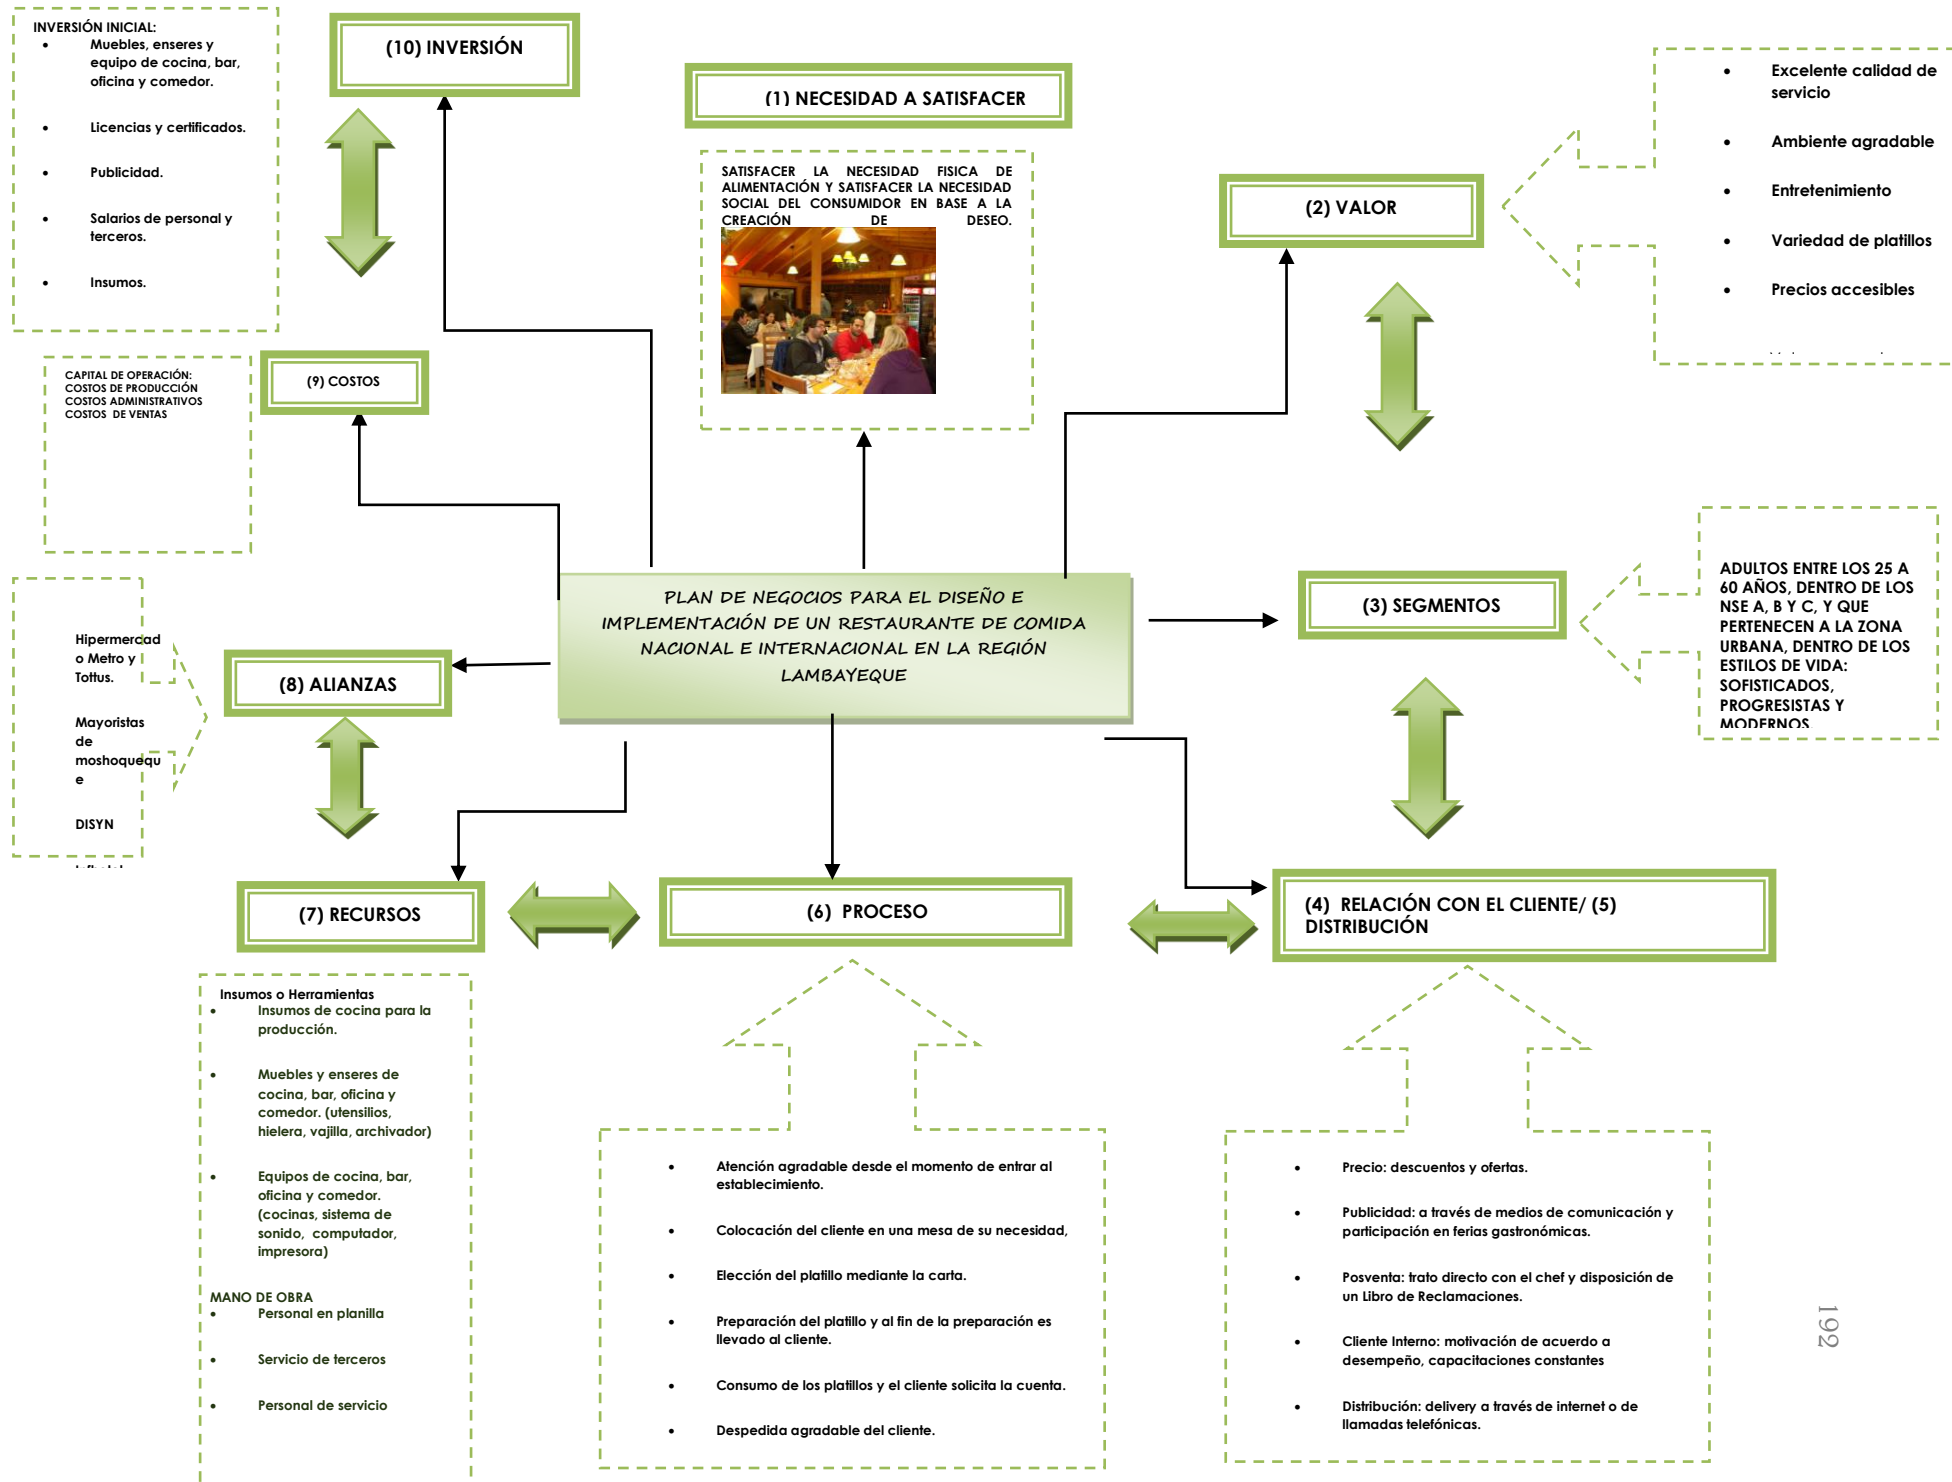 INVERSIÓN INICIAL:
• Muebles, enseres y
equipo de cocina, bar,
oficina y comedor.
• Licencias y certificados.
• Publicidad.
• Salarios de personal y
terceros.
• Insumos.
(10) INVERSIÓN
(1) NECESIDAD A SATISFACER
SATISFACER LA NECESIDAD FISICA DE
ALIMENTACIÓN Y SATISFACER LA NECESIDAD
SOCIAL DEL CONSUMIDOR EN BASE A LA
CREACIÓN DE DESEO.
(2) VALOR
• Excelente calidad de
servicio
• Ambiente agradable
• Entretenimiento
• Variedad de platillos
• Precios accesibles
CAPITAL DE OPERACIÓN:
COSTOS DE PRODUCCIÓN
COSTOS ADMINISTRATIVOS
COSTOS DE VENTAS
(9) COSTOS
PLAN DE NEGOCIOS PARA EL DISEÑO E
IMPLEMENTACIÓN DE UN RESTAURANTE DE COMIDA
NACIONAL E INTERNACIONAL EN LA REGIÓN
LAMBAYEQUE
(3) SEGMENTOS
ADULTOS ENTRE LOS 25 A
60 AÑOS, DENTRO DE LOS
NSE A, B Y C, Y QUE
PERTENECEN A LA ZONA
URBANA, DENTRO DE LOS
ESTILOS DE VIDA:
SOFISTICADOS,
PROGRESISTAS Y
MODERNOS
Hipermercad
o Metro y
Tottus.
Mayoristas
de
moshoquequ
e
DISYN
(8) ALIANZAS
(7) RECURSOS
(6) PROCESO
(4) RELACIÓN CON EL CLIENTE/ (5)
DISTRIBUCIÓN
Insumos o Herramientas
• Insumos de cocina para la
producción.
• Muebles y enseres de
cocina, bar, oficina y
comedor. (utensilios,
hielera, vajilla, archivador)
• Equipos de cocina, bar,
oficina y comedor.
(cocinas, sistema de
sonido, computador,
impresora)
MANO DE OBRA
• Personal en planilla
• Servicio de terceros
• Personal de servicio
• Atención agradable desde el momento de entrar al
establecimiento.
• Colocación del cliente en una mesa de su necesidad,
• Elección del platillo mediante la carta.
• Preparación del platillo y al fin de la preparación es
llevado al cliente.
• Consumo de los platillos y el cliente solicita la cuenta.
• Despedida agradable del cliente.
• Precio: descuentos y ofertas.
• Publicidad: a través de medios de comunicación y
participación en ferias gastronómicas.
• Posventa: trato directo con el chef y disposición de
un Libro de Reclamaciones.
• Cliente Interno: motivación de acuerdo a
desempeño, capacitaciones constantes
• Distribución: delivery a través de internet o de
llamadas telefónicas.
192